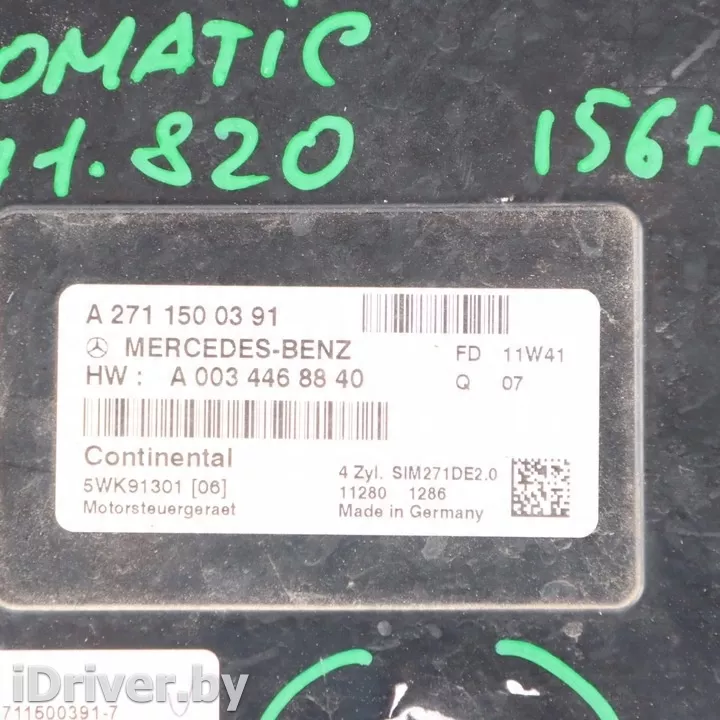 OMATIC
11.820 156
A 271 150 03 91
MERCEDES-BENZ FD 11W41
HW : A 003 446 88 40 Q 07
Continental
5WK91301 [06] 4 Zyl. SIM271DE2.0
11280 1286
Motorsteuergeraet Made in Germany
iDriver.by
711500391-7